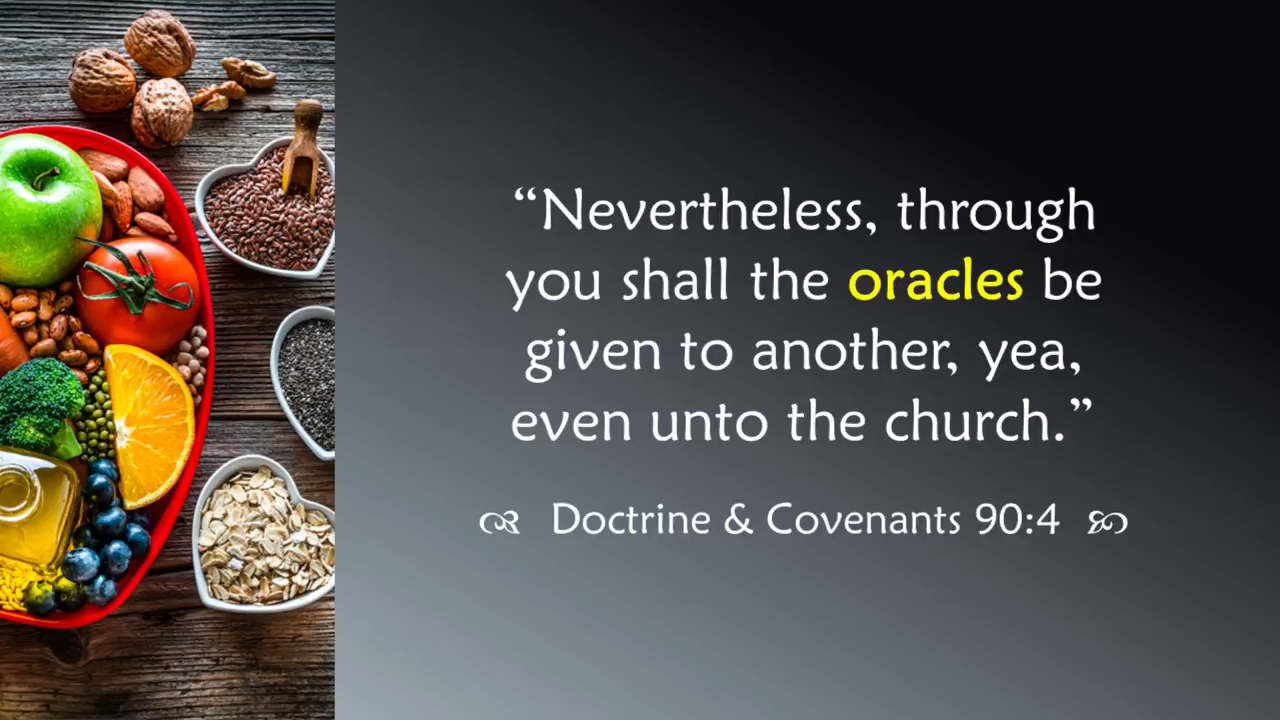 “Nevertheless, through
you shall the oracles be
given to another, yea,
even unto the church.”
Doctrine & Covenants 90:4